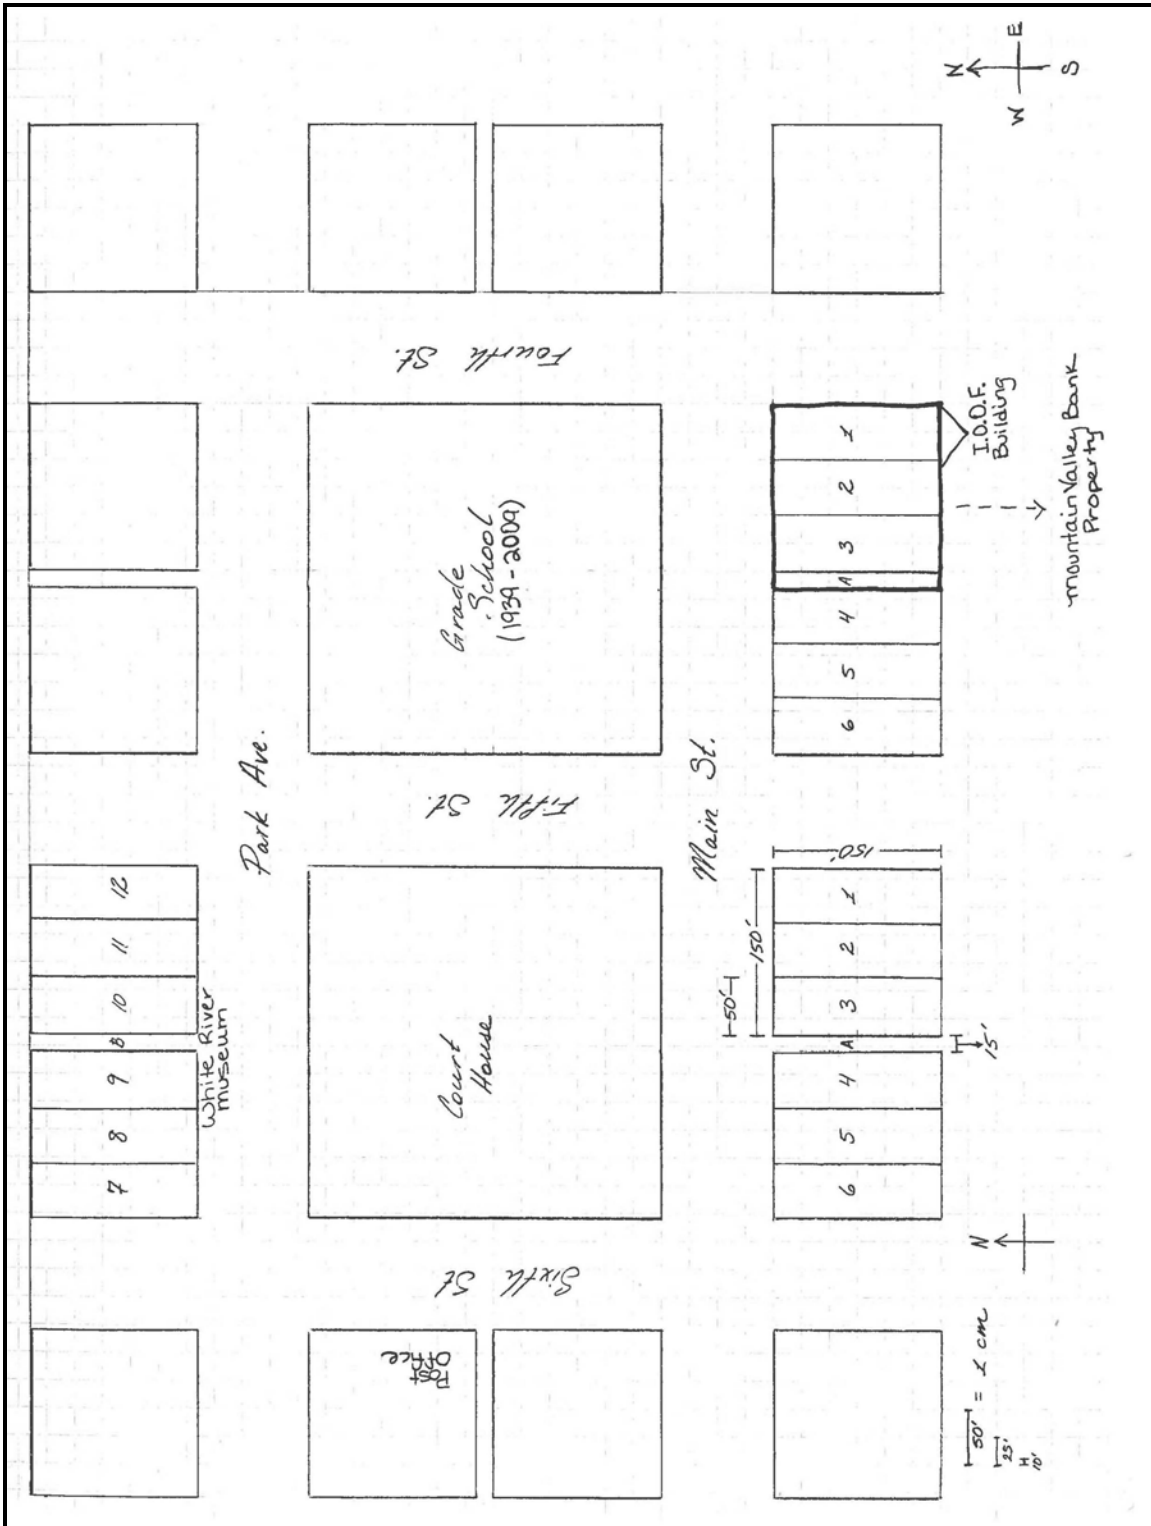 N
W E
S
Fourth St.
1
2
3
A
4
5
6
I.O.O.F.
Building
mountain Valley Bank
Property
Grade
School
(1939-2009)
Park Ave.
Fifth St.
Main St.
12
11
10
B
9
8
7
White River
museum
Court
House
150'
150'
50'
1
2
3
A
4
5
6
15'
N
Sixth St
Post
Office
50' = 1 cm
25'
10'